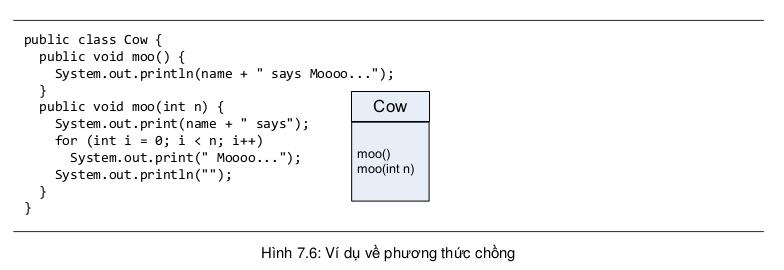 public class Cow {
  public void moo() {
    System.out.println(name + " says Moooo...");
  }
  public void moo(int n) {
    System.out.print(name + " says");
    for (int i = 0; i < n; i++)
      System.out.print(" Moooo...");
    System.out.println("");
  }
}
Cow
moo()
moo(int n)
Hình 7.6: Ví dụ về phương thức chồng